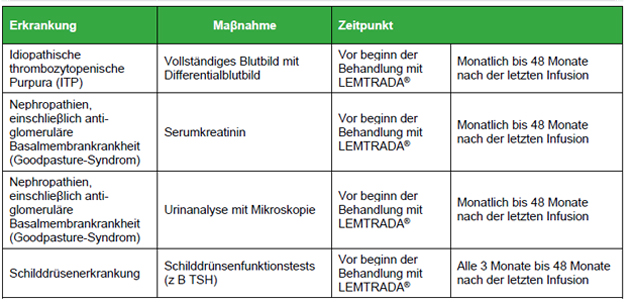 Erkrankung
Maβnahme
Zeitpunkt
Idiopathische
thrombozytopenische
Purpura (ITP)
Vollständiges Blutbild mit
Differentialblutbild
Vor beginn der
Behandlung mit
LEMTRADA®
Monatlich bis 48 Monate
nach der letzten Infusion
Nephropathien,
einschlieβlich anti-
glomeruläre
Basalmembrankrankheit
(Goodpasture-Syndrom)
Serumkreatinin
Vor beginn der
Behandlung mit
LEMTRADA®
Monatlich bis 48 Monate
nach der letzten Infusion
Nephropathien,
einschlieβlich anti-
glomeruläre
Basalmembrankrankheit
(Goodpasture-Syndrom)
Urinanalyse mit Mikroskopie
Vor beginn der
Behandlung mit
LEMTRADA®
Monatlich bis 48 Monate
nach der letzten Infusion
Schilddrüsenerkrankung
Schilddrünsenfunktionstests
(z B TSH)
Vor beginn der
Behandlung mit
LEMTRADA®
Alle 3 Monate bis 48 Monate
nach der letzten Infusion